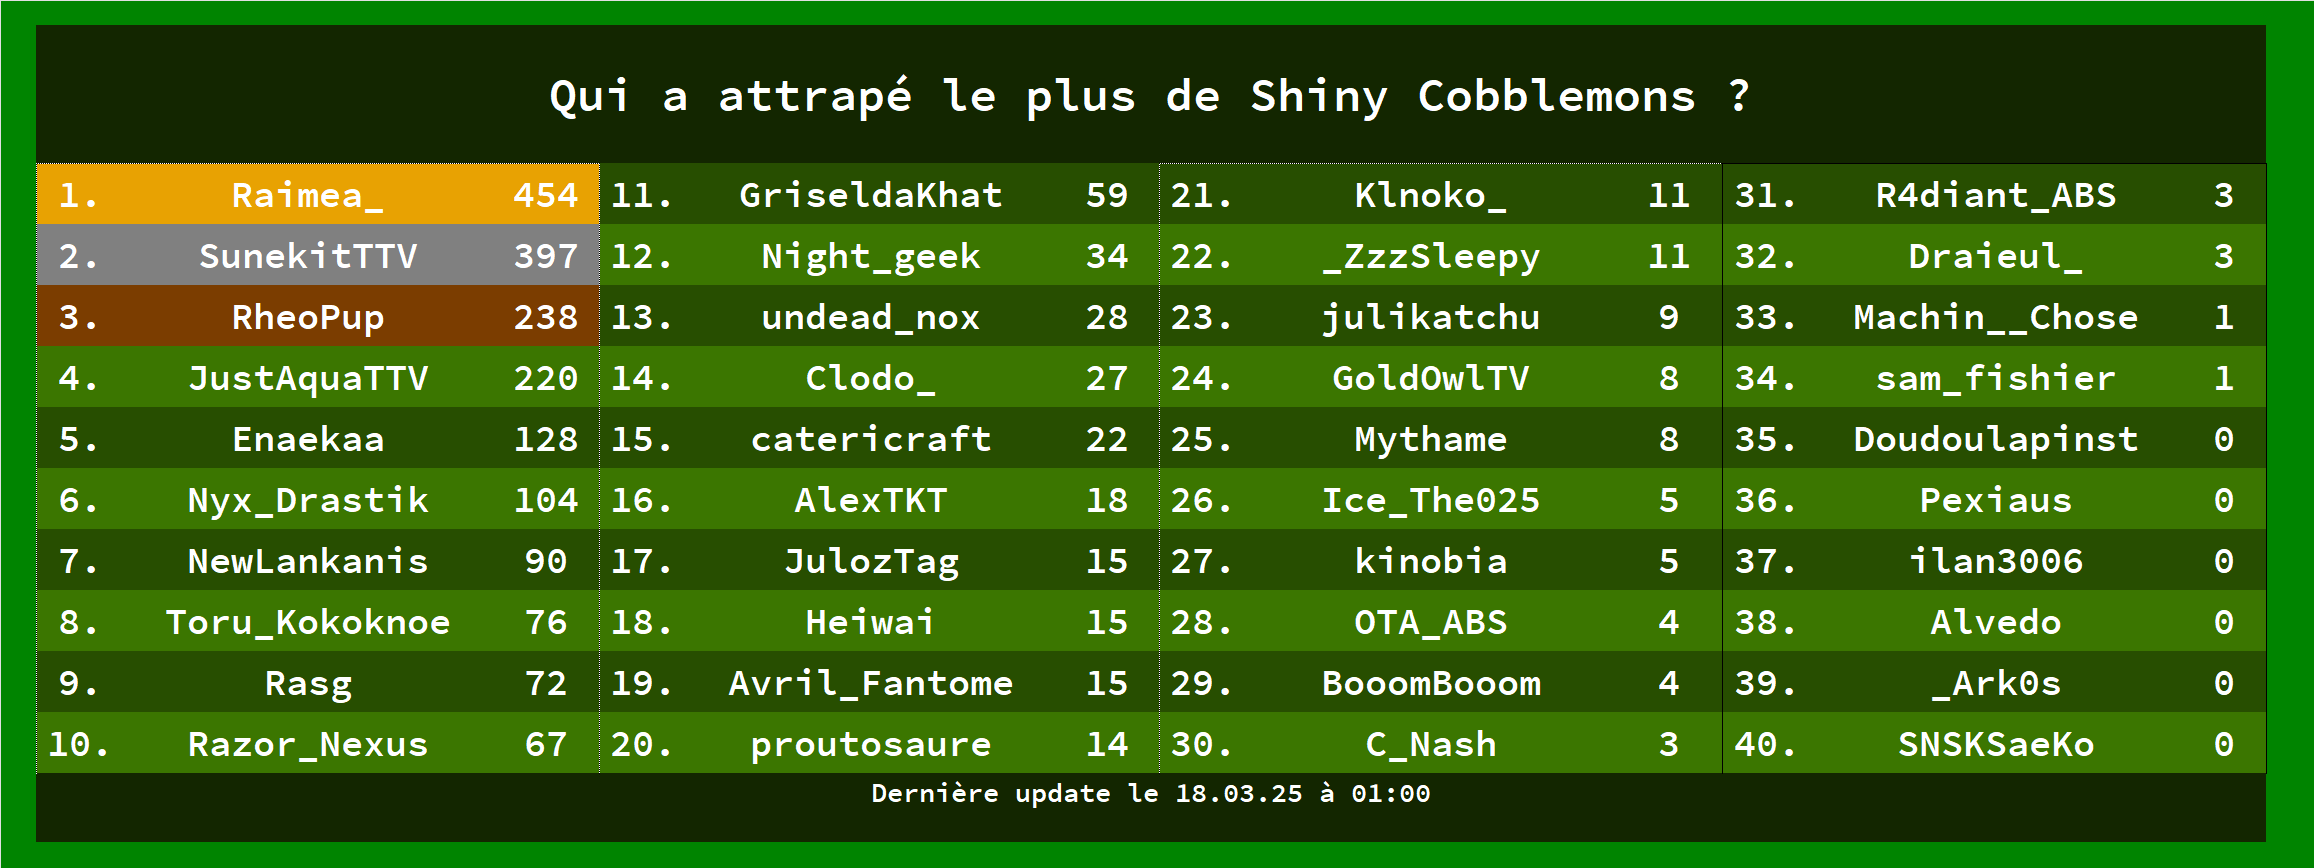 Qui a attrapé le plus de Shiny Cobblemons ?
1. Raimea_ 454
2. SunekitTTV 397
3. RheoPup 238
4. JustAquaTTV 220
5. Enaekaa 128
6. Nyx_Drastik 104
7. NewLankanis 90
8. Toru_Kokoknoe 76
9. Rasg 72
10. Razor_Nexus 67
11. GriseldaKhat 59
12. Night_geek 34
13. undead_nox 28
14. Clodo_ 27
15. catericraft 22
16. AlexTKT 18
17. JulozTag 15
18. Heiwai 15
19. Avril_Fantome 15
20. proutosaure 14
21. Klnoko_ 11
22. _ZzzSleepy 11
23. julikatchu 9
24. GoldOwlTV 8
25. Mythame 8
26. Ice_The025 5
27. kinobia 5
28. OTA_ABS 4
29. BooomBooom 4
30. C_Nash 3
31. R4diant_ABS 3
32. Draieul_ 3
33. Machin__Chose 1
34. sam_fishier 1
35. Doudoulapinst 0
36. Pexiaus 0
37. ilan3006 0
38. Alvedo 0
39. _Ark0s 0
40. SNSKSaeKo 0
Dernière update le 18.03.25 à 01:00